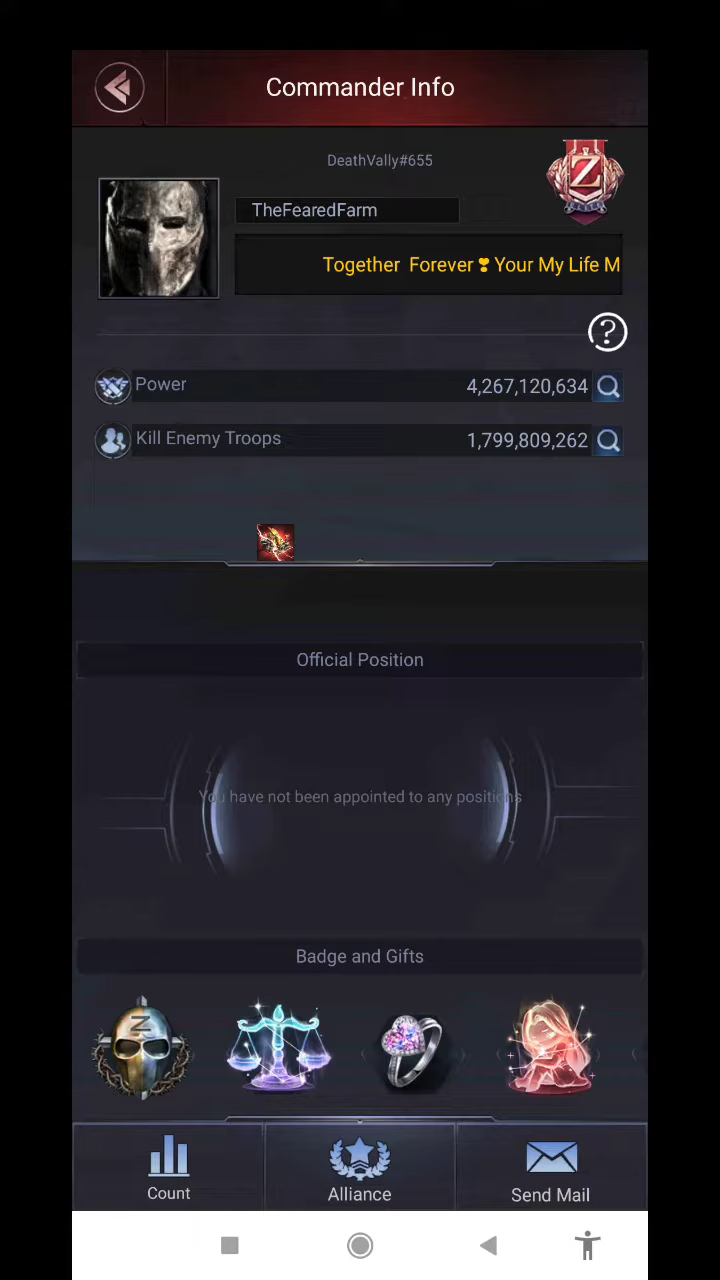 Commander Info
DeathVally#655
TheFearedFarm
Together Forever❣Your My Life M
?
Power 4,267,120,634
Kill Enemy Troops 1,799,809,262
Official Position
You have not been appointed to any positions
Badge and Gifts
Z
Z
Count Alliance Send Mail